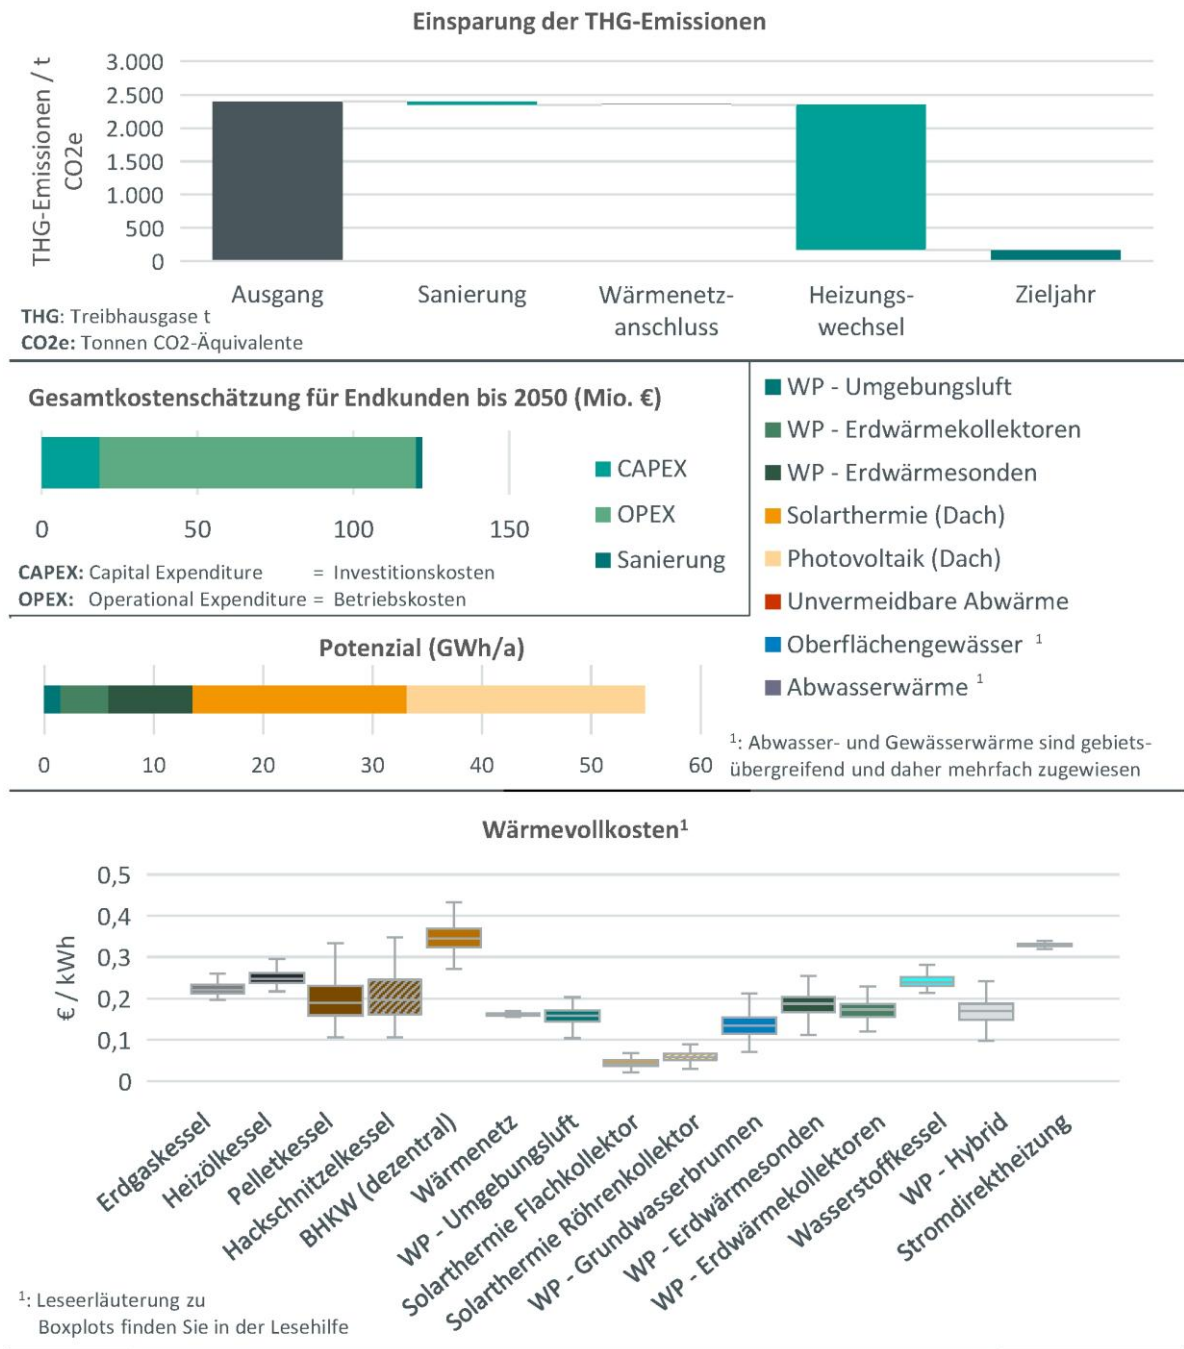 Einsparung der THG-Emissionen
THG-Emissionen / t
CO2e
3.000
2.500
2.000
1.500
1.000
500
0
Ausgang
Sanierung
Wärmenetz-
anschluss
Heizungs-
wechsel
Zieljahr
THG: Treibhausgase t
CO2e: Tonnen CO2-Äquivalente
Gesamtkostenschätzung für Endkunden bis 2050 (Mio. €)
0 50 100 150
CAPEX
OPEX
Sanierung
CAPEX: Capital Expenditure = Investitionskosten
OPEX: Operational Expenditure = Betriebskosten
WP - Umgebungsluft
WP - Erdwärmekollektoren
WP - Erdwärmesonden
Solarthermie (Dach)
Photovoltaik (Dach)
Unvermeidbare Abwärme
Oberflächengewässer ¹
Abwasserwärme ¹
¹: Abwasser- und Gewässerwärme sind gebiets-
übergreifend und daher mehrfach zugewiesen
Potenzial (GWh/a)
0 10 20 30 40 50 60
Wärmevollkosten¹
€ / kWh
0,5
0,4
0,3
0,2
0,1
0
Erdgaskessel
Heizölkessel
Pelletkessel
Hackschnitzelkessel
BHKW (dezentral)
Wärmenetz
WP - Umgebungsluft
Solarthermie Flachkollektor
Solarthermie Röhrenkollektor
WP - Grundwasserbrunnen
WP - Erdwärmesonden
WP - Erdwärmekollektoren
Wasserstoffkessel
WP - Hybrid
Stromdirektheizung
¹: Leseerläuterung zu
Boxplots finden Sie in der Lesehilfe